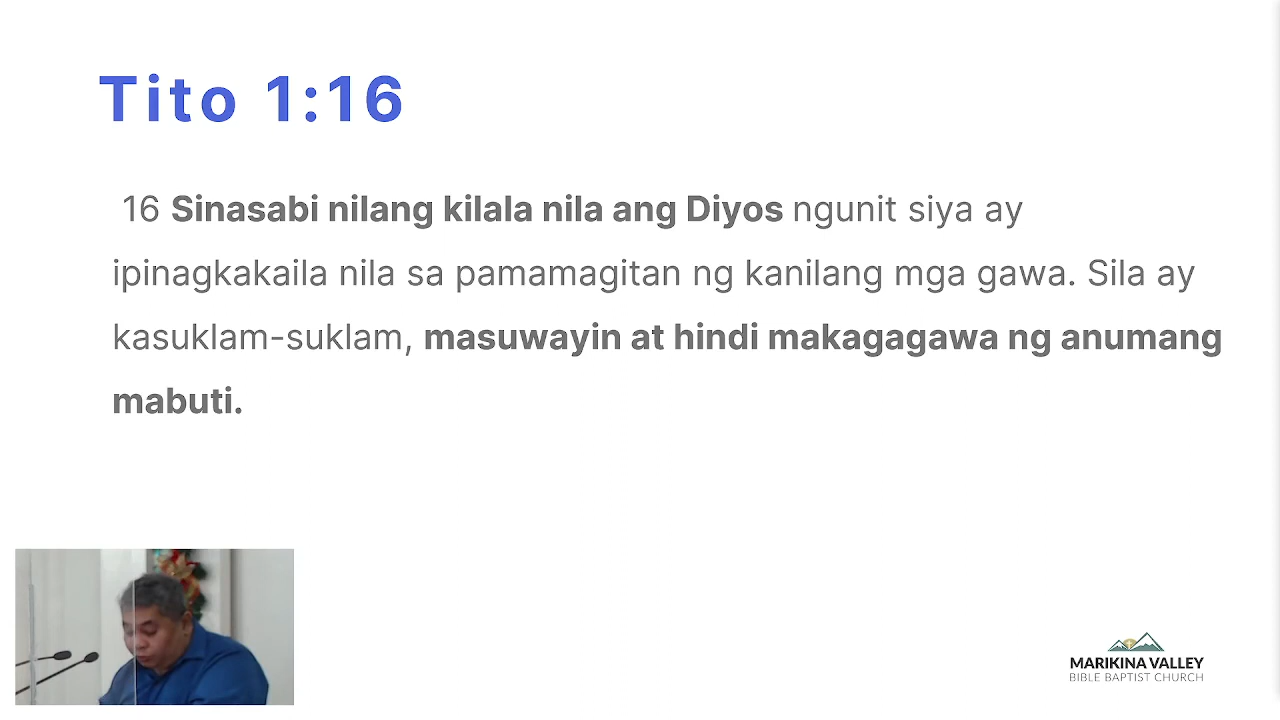 Tito 1:16
16 Sinasabi nilang kilala nila ang Diyos ngunit siya ay
ipinagkakaila nila sa pamamagitan ng kanilang mga gawa. Sila ay
kasuklam-suklam, masuwayin at hindi makagagawa ng anumang
mabuti.
MARIKINA VALLEY
BIBLE BAPTIST CHURCH